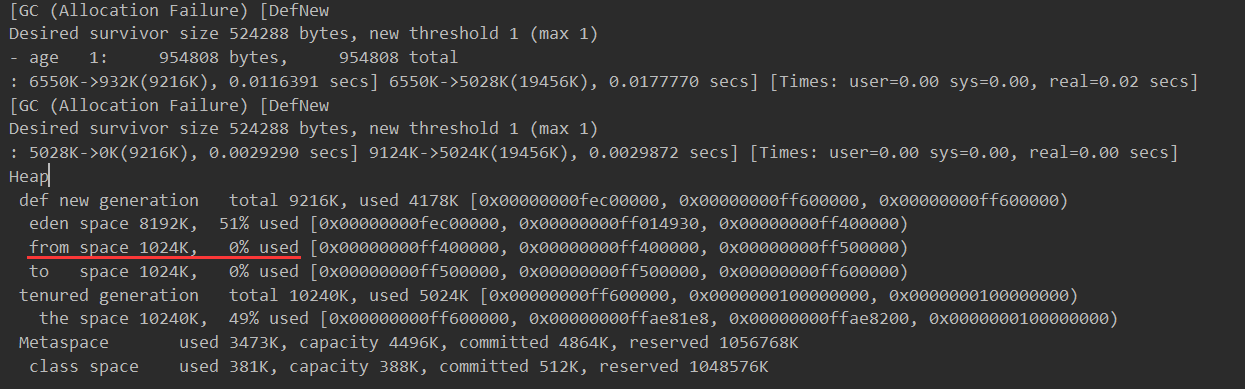 [GC (Allocation Failure) [DefNew
Desired survivor size 524288 bytes, new threshold 1 (max 1)
- age   1:     954808 bytes,     954808 total
: 6550K->932K(9216K), 0.0116391 secs] 6550K->5028K(19456K), 0.0177770 secs] [Times: user=0.00 sys=0.00, real=0.02 secs]
[GC (Allocation Failure) [DefNew
Desired survivor size 524288 bytes, new threshold 1 (max 1)
: 5028K->0K(9216K), 0.0029290 secs] 9124K->5024K(19456K), 0.0029872 secs] [Times: user=0.00 sys=0.00, real=0.00 secs]
Heap
 def new generation   total 9216K, used 4178K [0x00000000fec00000, 0x00000000ff600000, 0x00000000ff600000)
  eden space 8192K,  51% used [0x00000000fec00000, 0x00000000ff014930, 0x00000000ff400000)
  from space 1024K,   0% used [0x00000000ff400000, 0x00000000ff400000, 0x00000000ff500000)
  to   space 1024K,   0% used [0x00000000ff500000, 0x00000000ff500000, 0x00000000ff600000)
 tenured generation   total 10240K, used 5024K [0x00000000ff600000, 0x0000000100000000, 0x0000000100000000)
   the space 10240K,  49% used [0x00000000ff600000, 0x00000000ffae81e8, 0x00000000ffae8200, 0x0000000100000000)
 Metaspace       used 3473K, capacity 4496K, committed 4864K, reserved 1056768K
  class space    used 381K, capacity 388K, committed 512K, reserved 1048576K